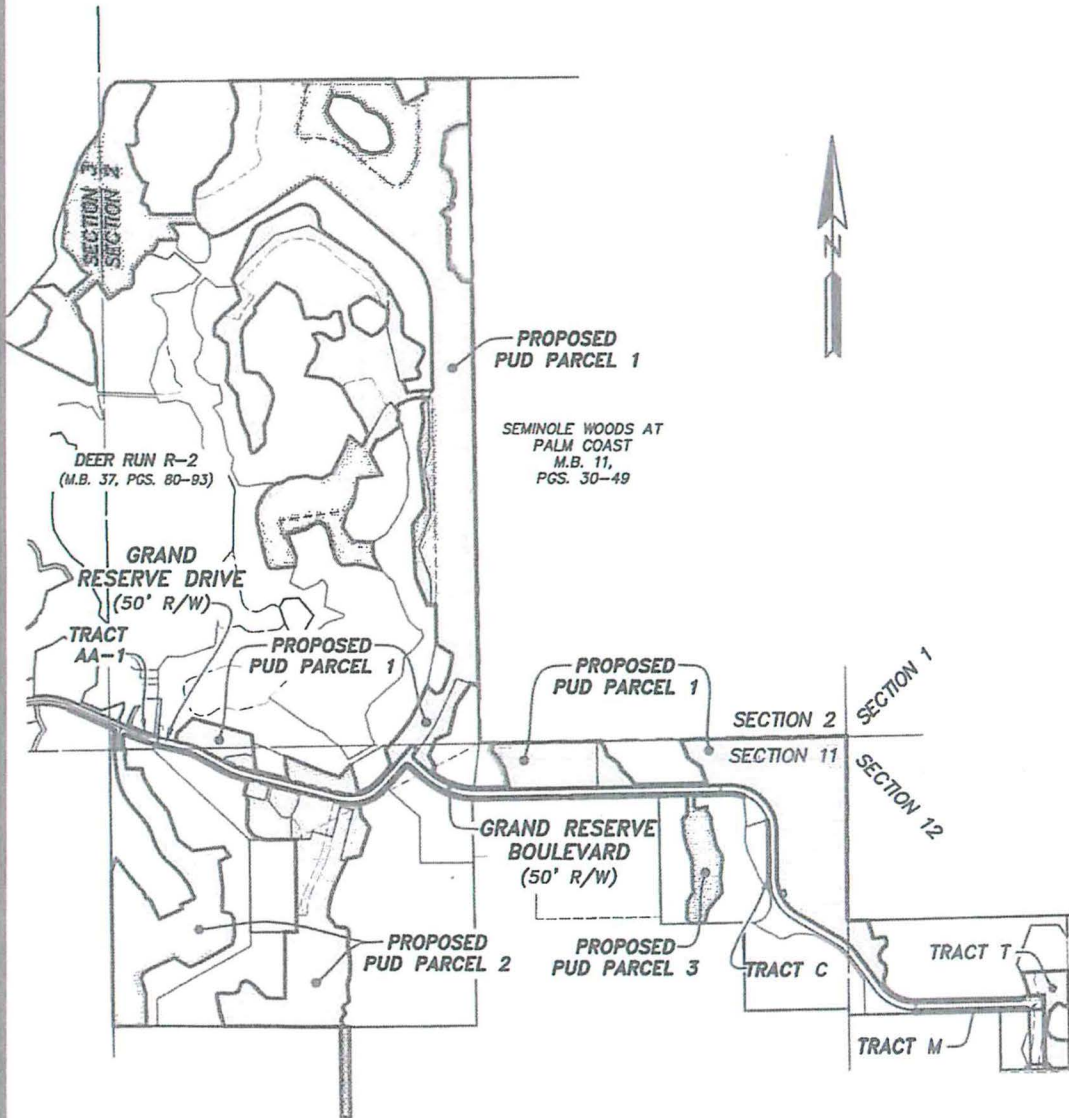 SECTION 3
SECTION 2
N
PROPOSED
PUD PARCEL 1
SEMINOLE WOODS AT
PALM COAST
M.B. 11,
PGS. 30-49
DEER RUN R-2
(M.B. 37, PGS. 80-93)
GRAND
RESERVE DRIVE
(50' R/W)
TRACT
AA-1
PROPOSED
PUD PARCEL 1
PROPOSED
PUD PARCEL 1
SECTION 1
SECTION 2
SECTION 11
SECTION 12
GRAND RESERVE
BOULEVARD
(50' R/W)
PROPOSED
PUD PARCEL 2
PROPOSED
PUD PARCEL 3
TRACT C
TRACT T
TRACT M